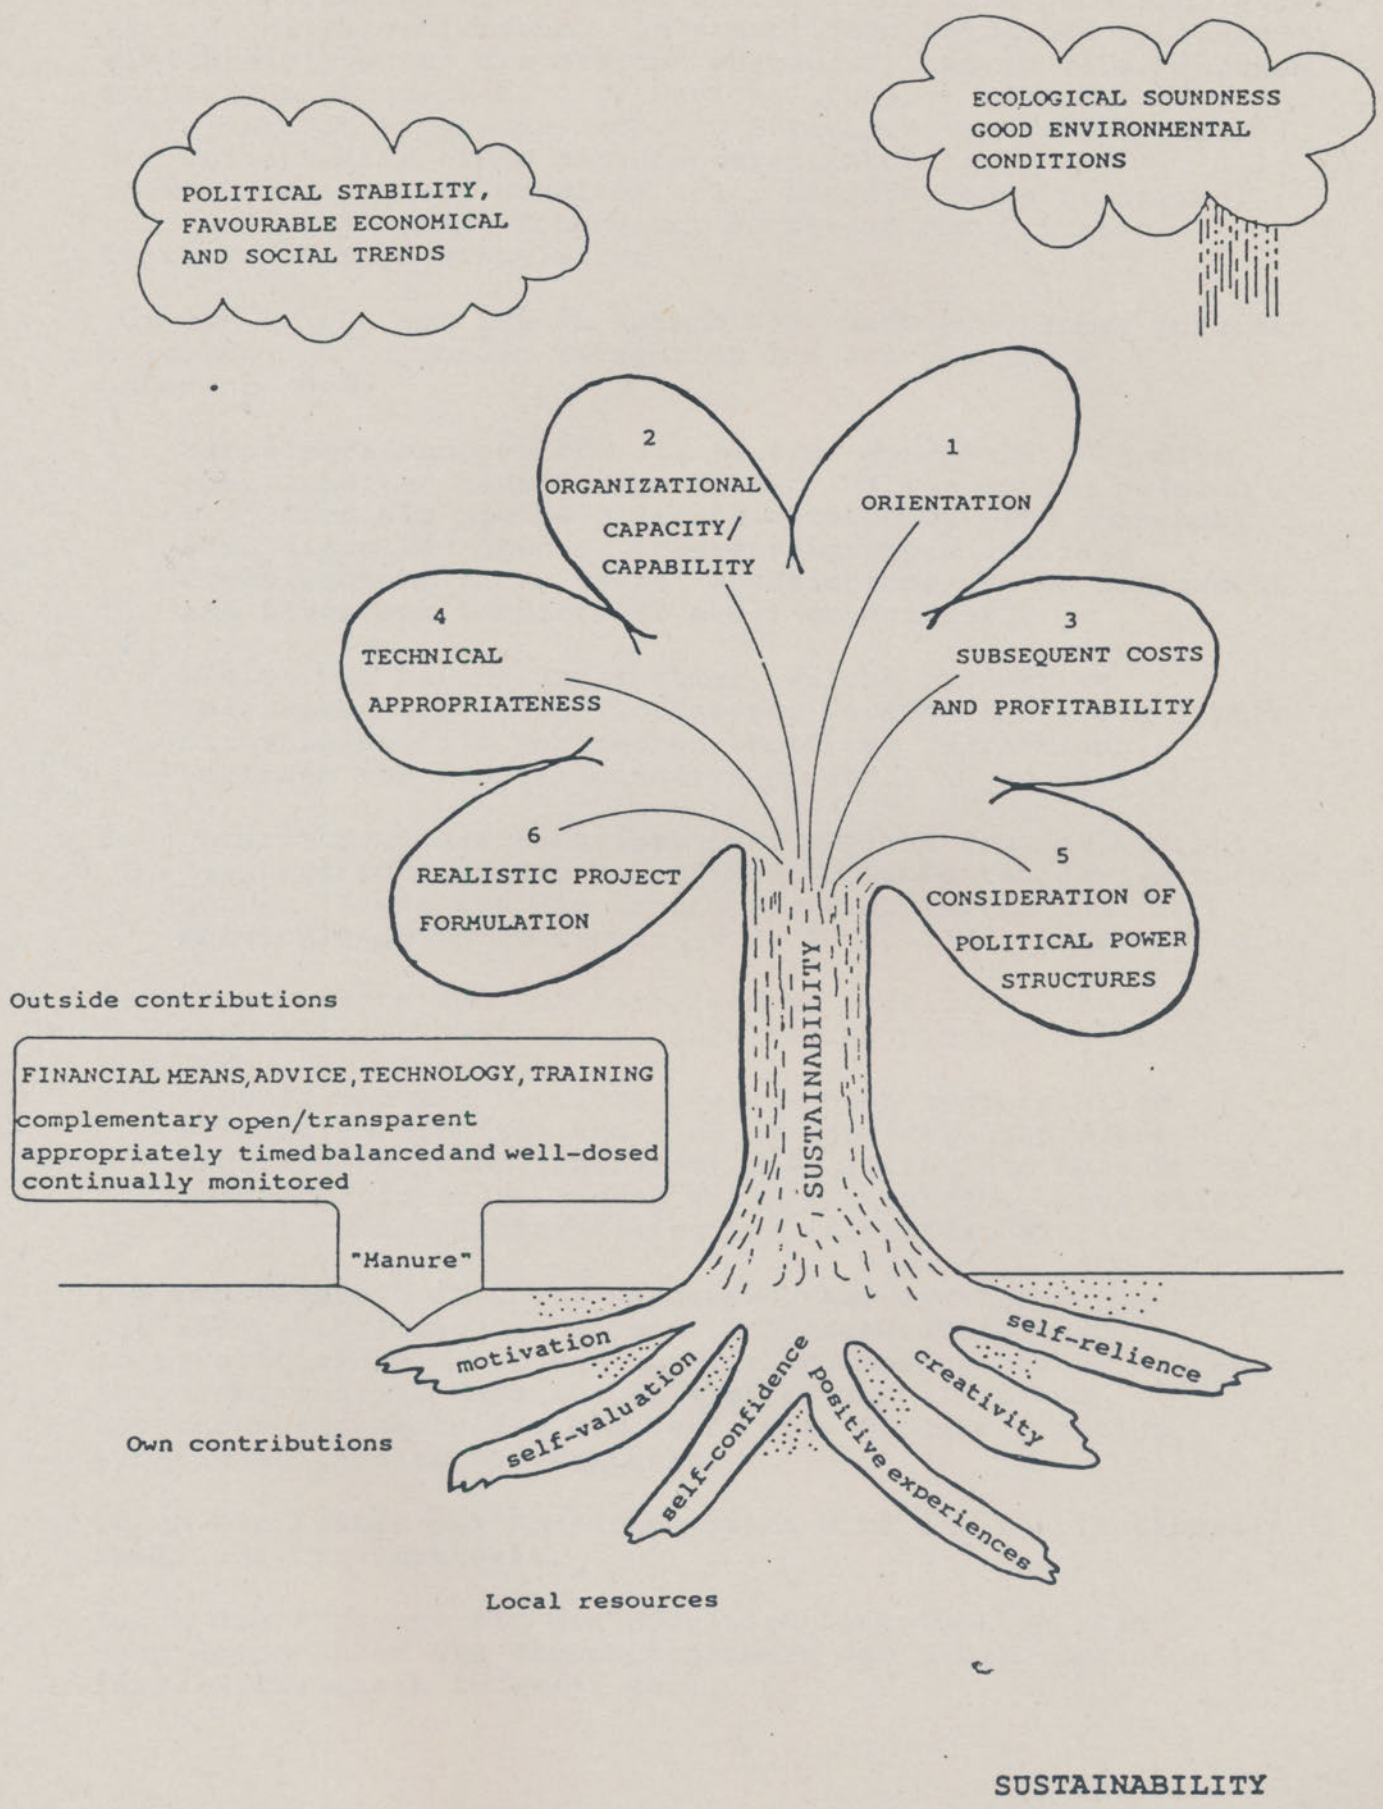 ECOLOGICAL SOUNDNESS
GOOD ENVIRONMENTAL
CONDITIONS
POLITICAL STABILITY,
FAVOURABLE ECONOMICAL
AND SOCIAL TRENDS
2
ORGANIZATIONAL
CAPACITY/
CAPABILITY
1
ORIENTATION
4
TECHNICAL
APPROPRIATENESS
3
SUBSEQUENT COSTS
AND PROFITABILITY
6
REALISTIC PROJECT
FORMULATION
5
CONSIDERATION OF
POLITICAL POWER
STRUCTURES
SUSTAINABILITY
Outside contributions
FINANCIAL MEANS, ADVICE, TECHNOLOGY, TRAINING
complementary open/transparent
appropriately timed balanced and well-dosed
continually monitored
"Manure"
motivation
self-valuation
self-confidence
positive experiences
creativity
self-relience
Own contributions
Local resources
SUSTAINABILITY